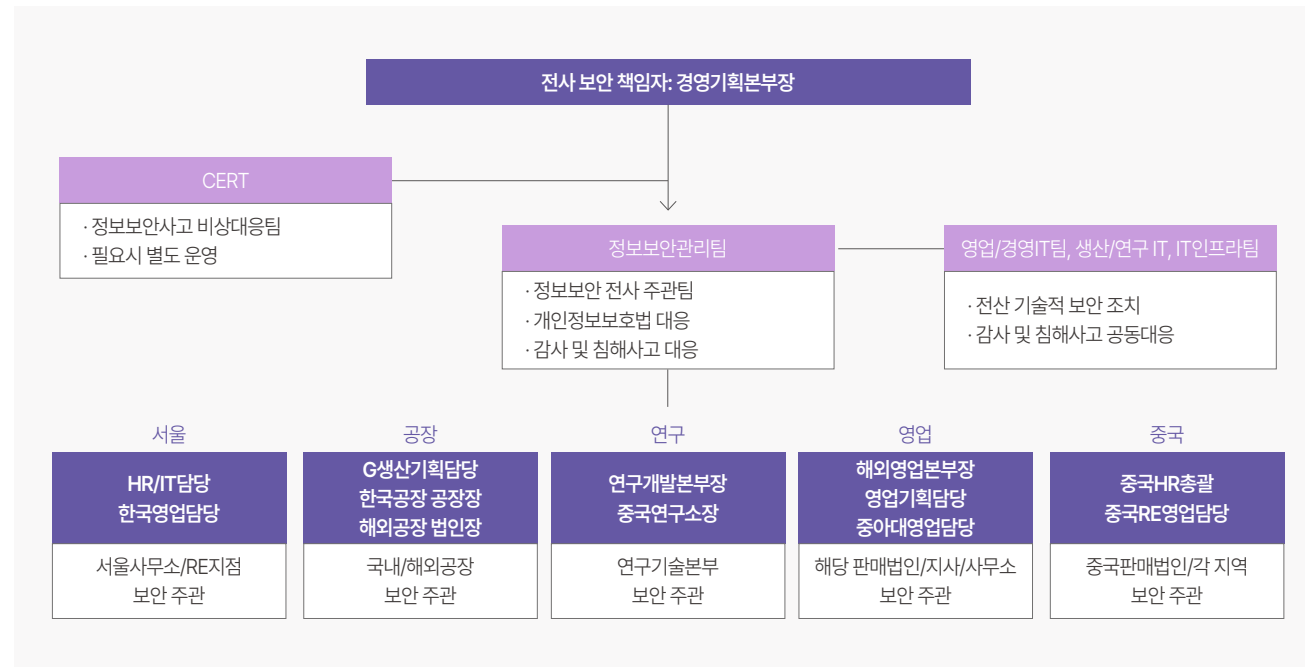 전사 보안 책임자: 경영기획본부장
CERT
· 정보보안사고 비상대응팀
· 필요시 별도 운영
정보보안관리팀
· 정보보안 전사 주관팀
· 개인정보보호법 대응
· 감사 및 침해사고 대응
영업/경영IT팀, 생산/연구 IT, IT인프라팀
· 전산 기술적 보안 조치
· 감사 및 침해사고 공동대응
서울
HR/IT담당
한국영업담당
서울사무소/RE지점
보안 주관
공장
G생산기획담당
한국공장 공장장
해외공장 법인장
국내/해외공장
보안 주관
연구
연구개발본부장
중국연구소장
연구기술본부
보안 주관
영업
해외영업본부장
영업기획담당
중아대영업담당
해당 판매법인/지사/사무소
보안 주관
중국
중국HR총괄
중국RE영업담당
중국판매법인/각 지역
보안 주관